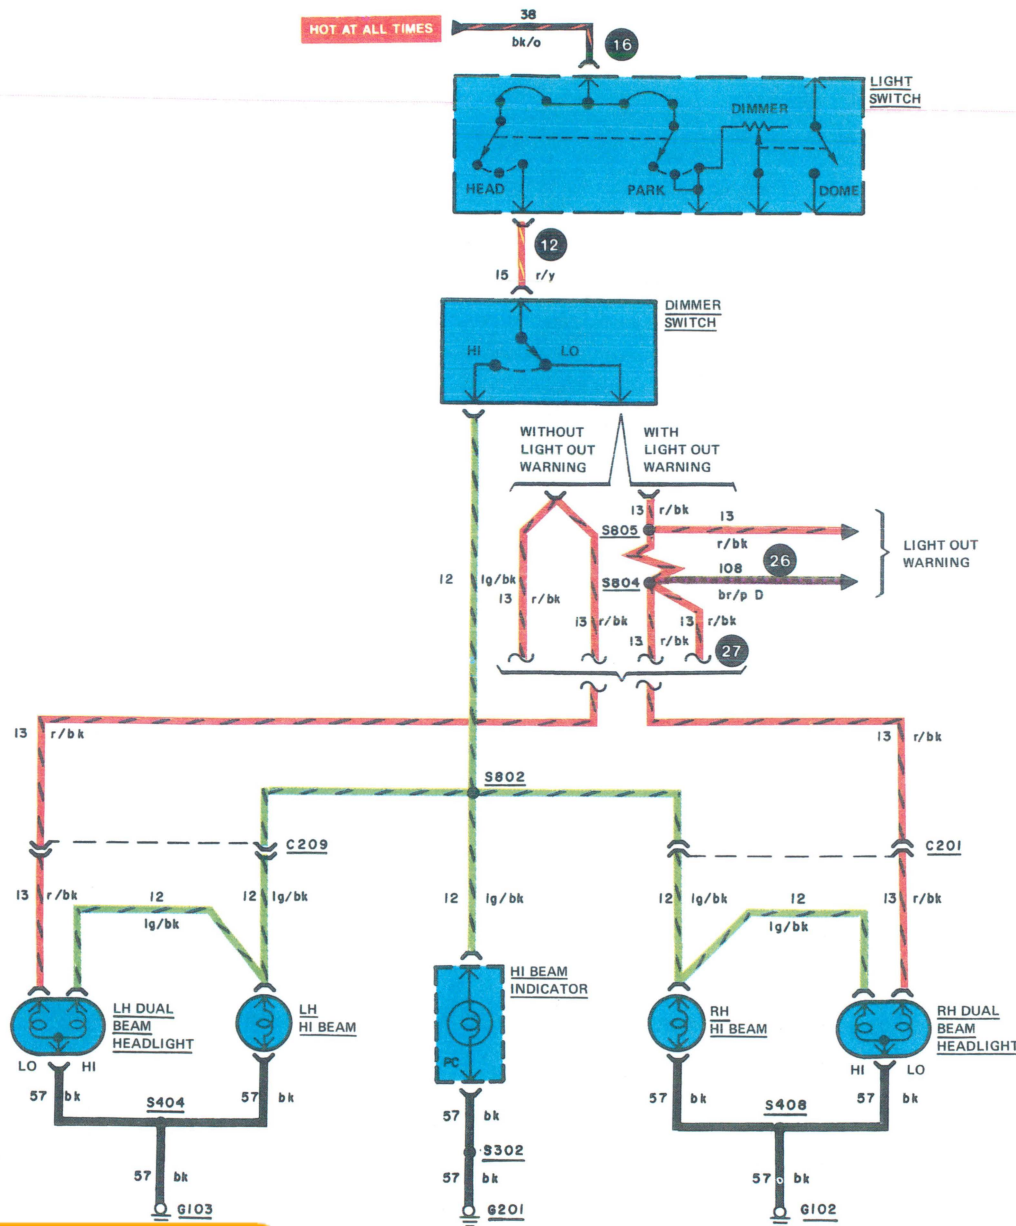 HOT AT ALL TIMES
38
bk/o
16
LIGHT
SWITCH
DIMMER
HEAD
PARK
DOME
12
15 r/y
DIMMER
SWITCH
HI
LO
WITHOUT
LIGHT OUT
WARNING
WITH
LIGHT OUT
WARNING
13 r/bk
S805
13
r/bk
LIGHT OUT
WARNING
12 lg/bk
S804
108
br/p D
26
13 r/bk
13 r/bk
13 r/bk
13 r/bk
27
13 r/bk
13 r/bk
S802
C209
C201
13 r/bk
12
lg/bk
12 lg/bk
12 lg/bk
12 lg/bk
12
lg/bk
13 r/bk
LH DUAL
BEAM
HEADLIGHT
LO
HI
LH
HI BEAM
HI BEAM
INDICATOR
PC
RH
HI BEAM
RH DUAL
BEAM
HEADLIGHT
HI
LO
57 bk
S404
57 bk
57 bk
57 bk
S408
57 bk
S302
57 bk
57 bk
57 bk
G103
G201
G102